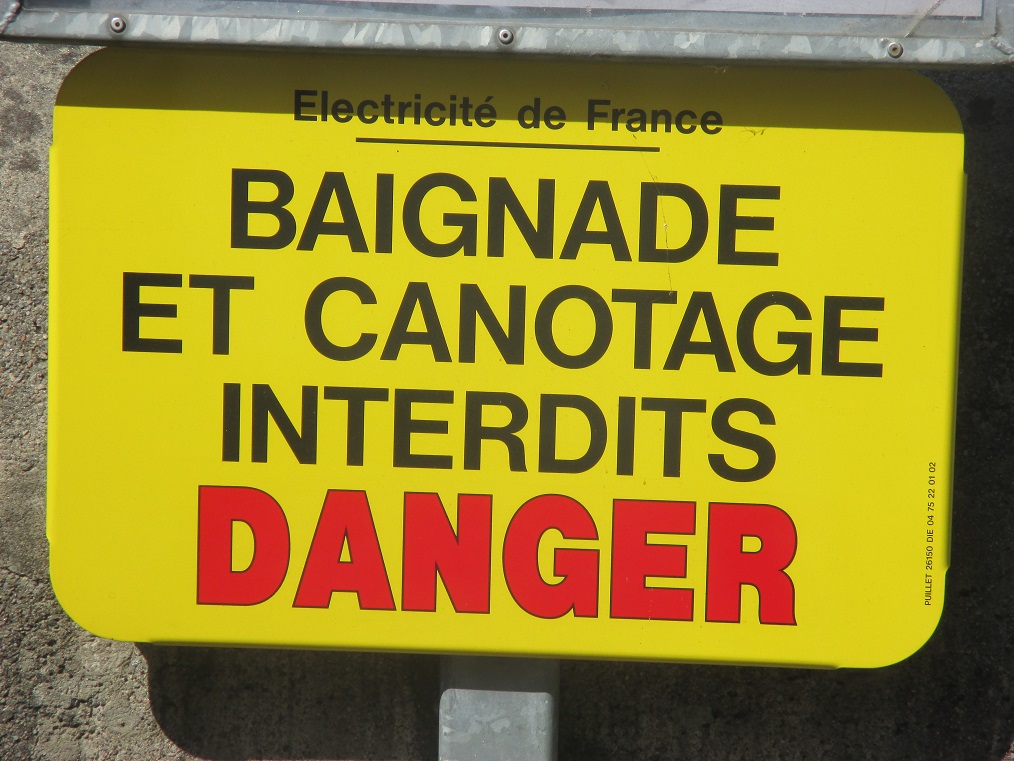 Electricité de France
BAIGNADE
ET CANOTAGE
INTERDITS
DANGER
PUILLET 26150 DIE 04 75 22 01 02